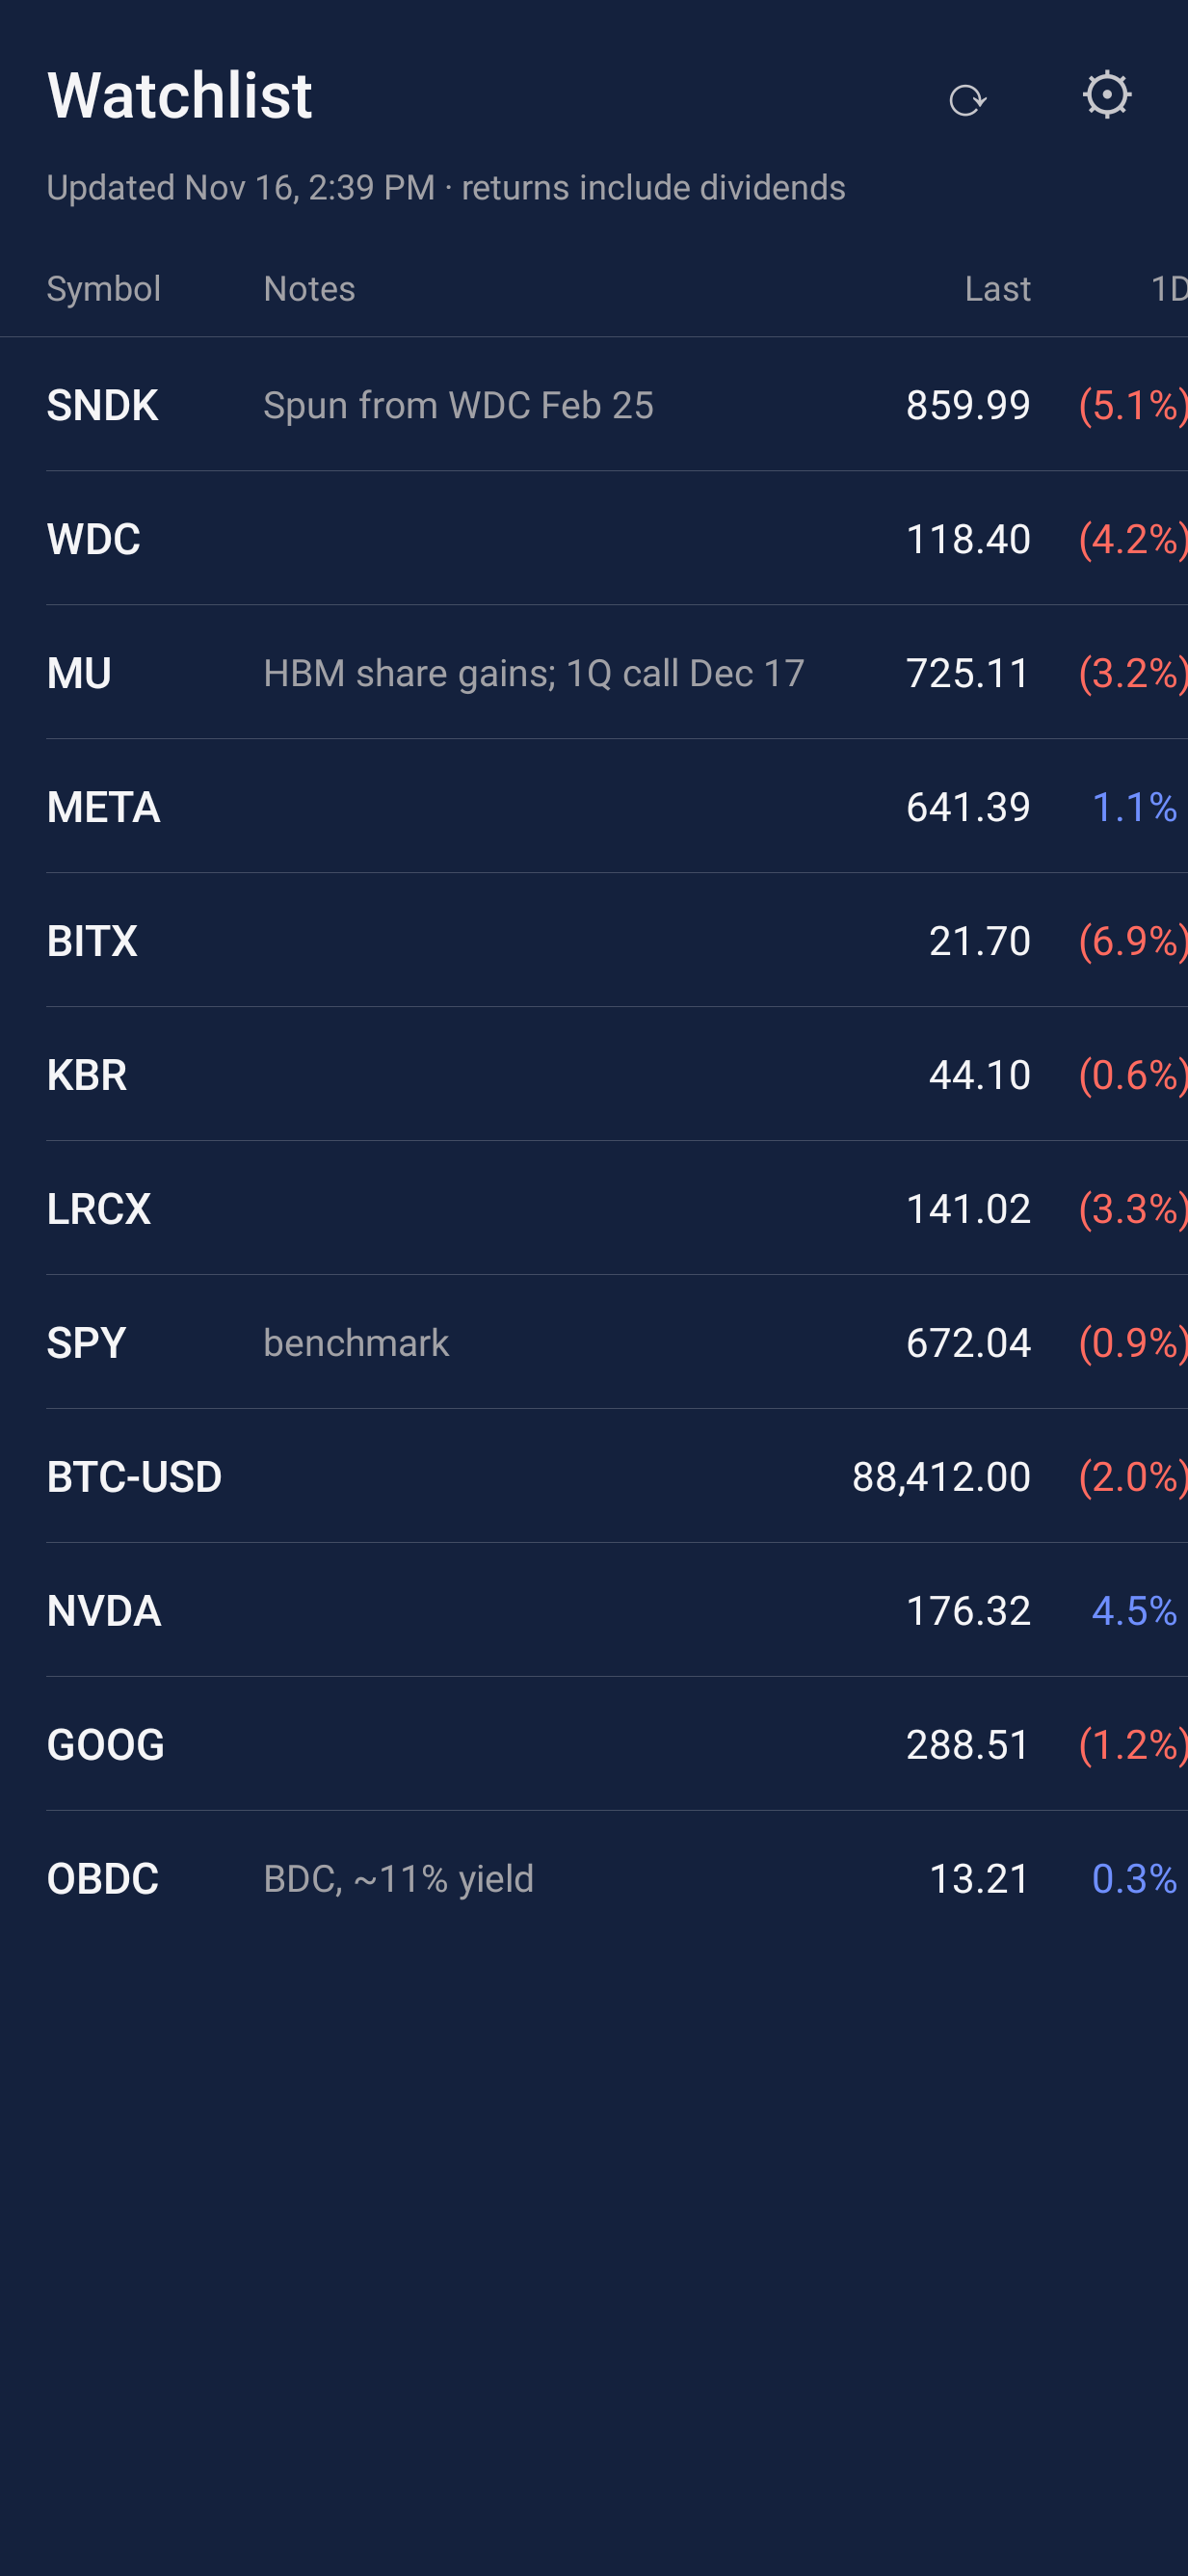 Watchlist
Updated Nov 16, 2:39 PM · returns include dividends
Symbol Notes Last 1D
SNDK Spun from WDC Feb 25 859.99 (5.1%)
WDC 118.40 (4.2%)
MU HBM share gains; 1Q call Dec 17 725.11 (3.2%)
META 641.39 1.1%
BITX 21.70 (6.9%)
KBR 44.10 (0.6%)
LRCX 141.02 (3.3%)
SPY benchmark 672.04 (0.9%)
BTC-USD 88,412.00 (2.0%)
NVDA 176.32 4.5%
GOOG 288.51 (1.2%)
OBDC BDC, ~11% yield 13.21 0.3%